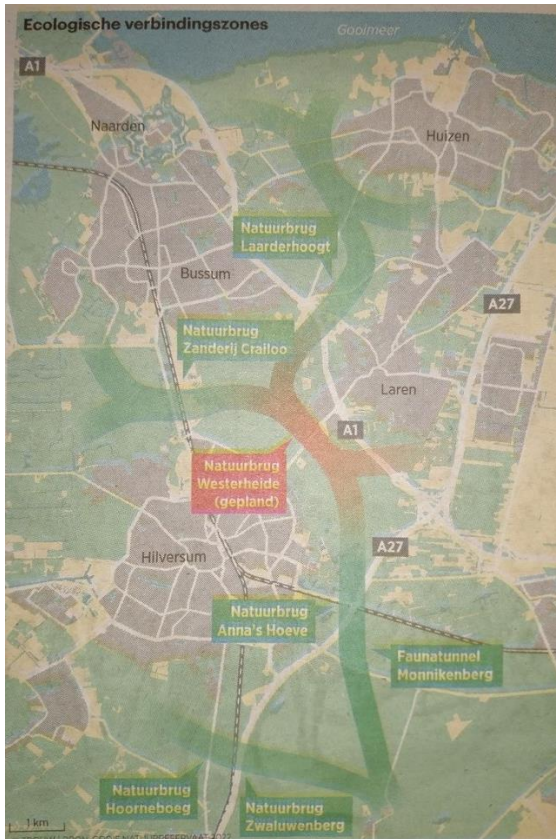 Ecologische verbindingszones
Gooimeer
A1
Naarden
Huizen
Natuurbrug
Laarderhoogt
Bussum
A27
Natuurbrug
Zanderij Crailoo
Laren
A1
Natuurbrug
Westerheide
(gepland)
A27
Hilversum
Natuurbrug
Anna's Hoeve
Faunatunnel
Monnikenberg
Natuurbrug
Hoorneboeg
Natuurbrug
Zwaluwenberg
1 km